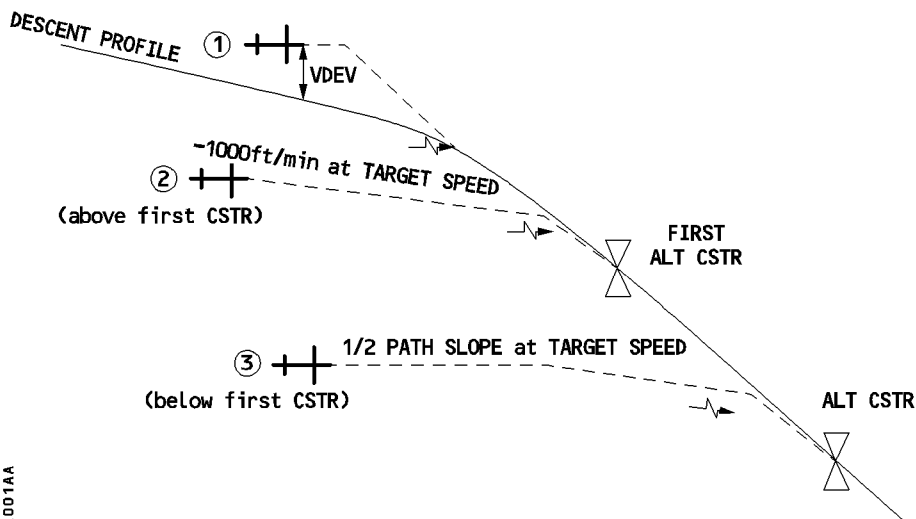 DESCENT PROFILE
1
VDEV
-1000ft/min at TARGET SPEED
2
(above first CSTR)
FIRST
ALT CSTR
1/2 PATH SLOPE at TARGET SPEED
3
(below first CSTR)
ALT CSTR
001AA